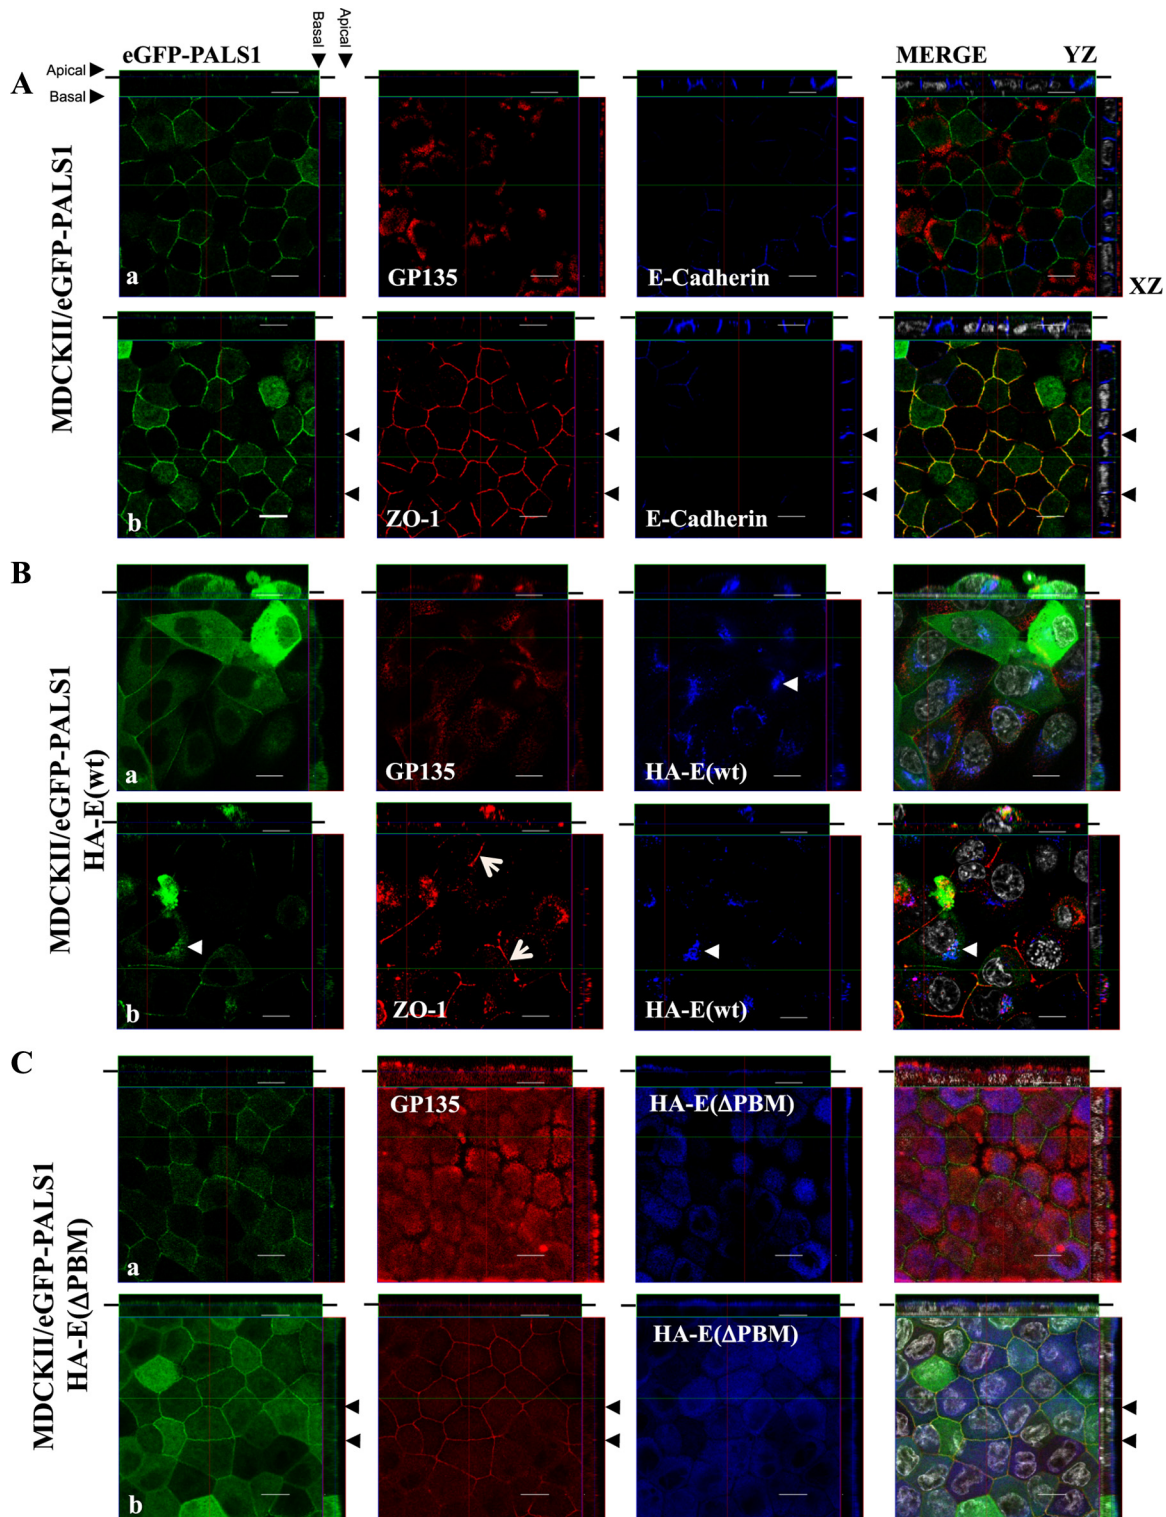 eGFP-PALS1
Basal
Apical
MERGE
YZ
A
Apical
Basal
MDCKII/eGFP-PALS1
a
GP135
E-Cadherin
XZ
b
ZO-1
E-Cadherin
B
MDCKII/eGFP-PALS1
HA-E(wt)
a
GP135
HA-E(wt)
b
ZO-1
HA-E(wt)
C
MDCKII/eGFP-PALS1
HA-E(ΔPBM)
GP135
HA-E(ΔPBM)
a
HA-E(ΔPBM)
b